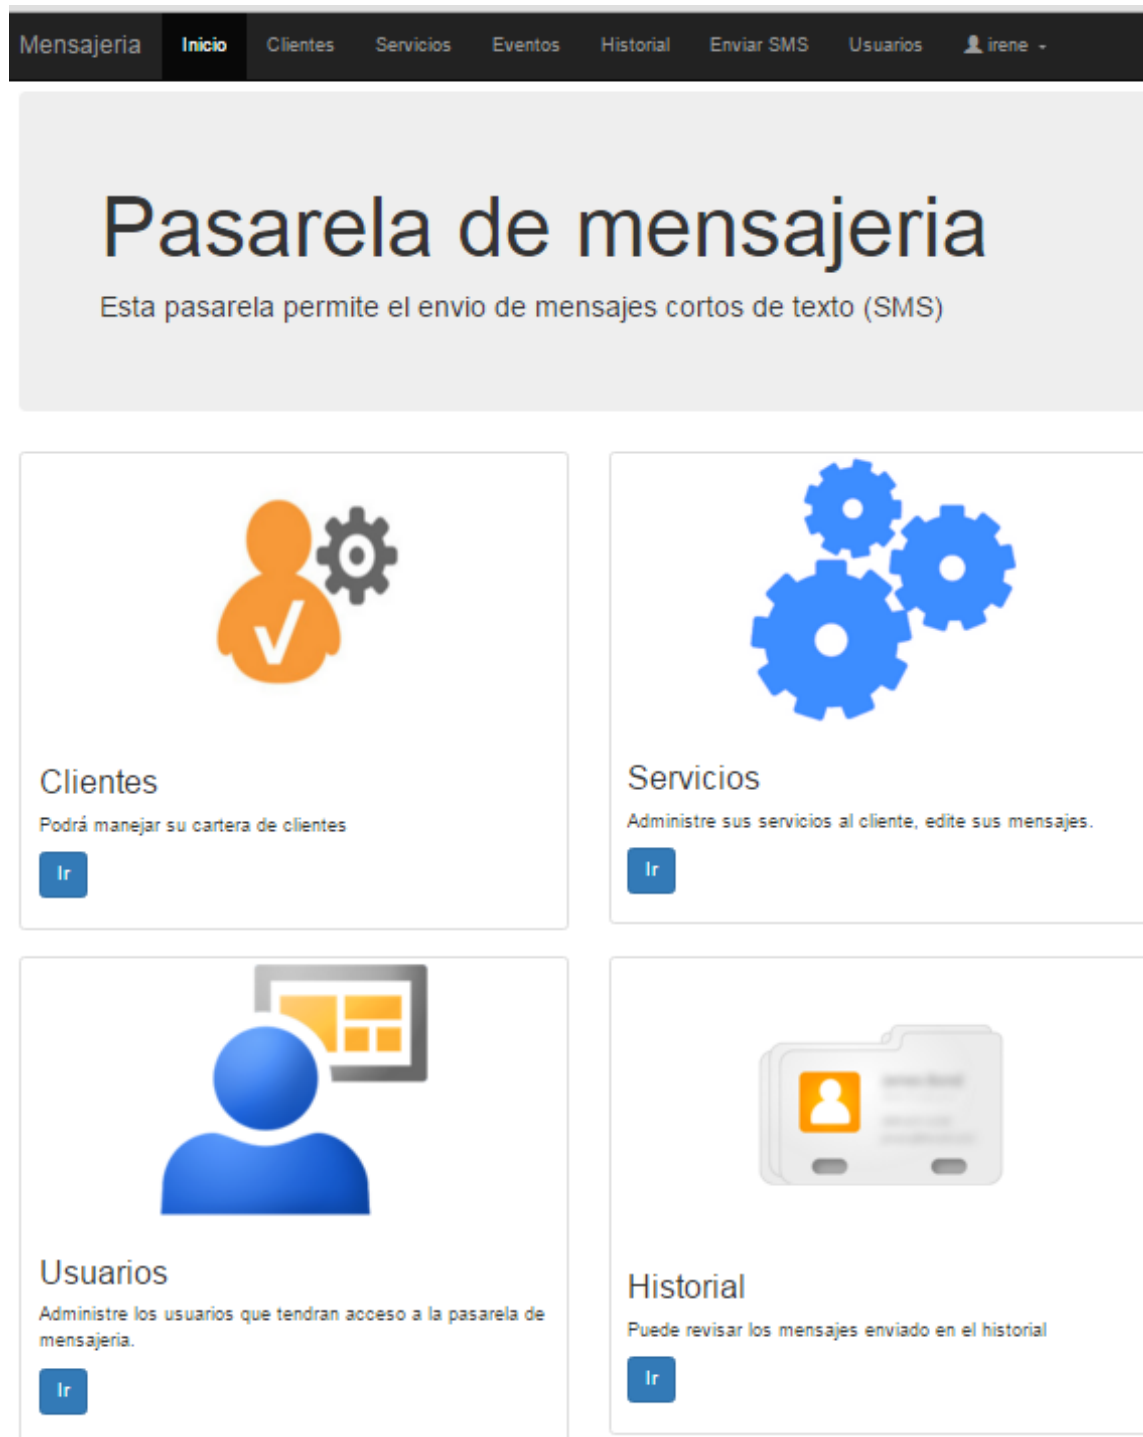 Mensajeria Inicio Clientes Servicios Eventos Historial Enviar SMS Usuarios irene
Pasarela de mensajeria
Esta pasarela permite el envio de mensajes cortos de texto (SMS)
Clientes
Podrá manejar su cartera de clientes
Ir
Servicios
Administre sus servicios al cliente, edite sus mensajes.
Ir
Usuarios
Administre los usuarios que tendran acceso a la pasarela de
mensajeria.
Ir
Historial
Puede revisar los mensajes enviado en el historial
Ir